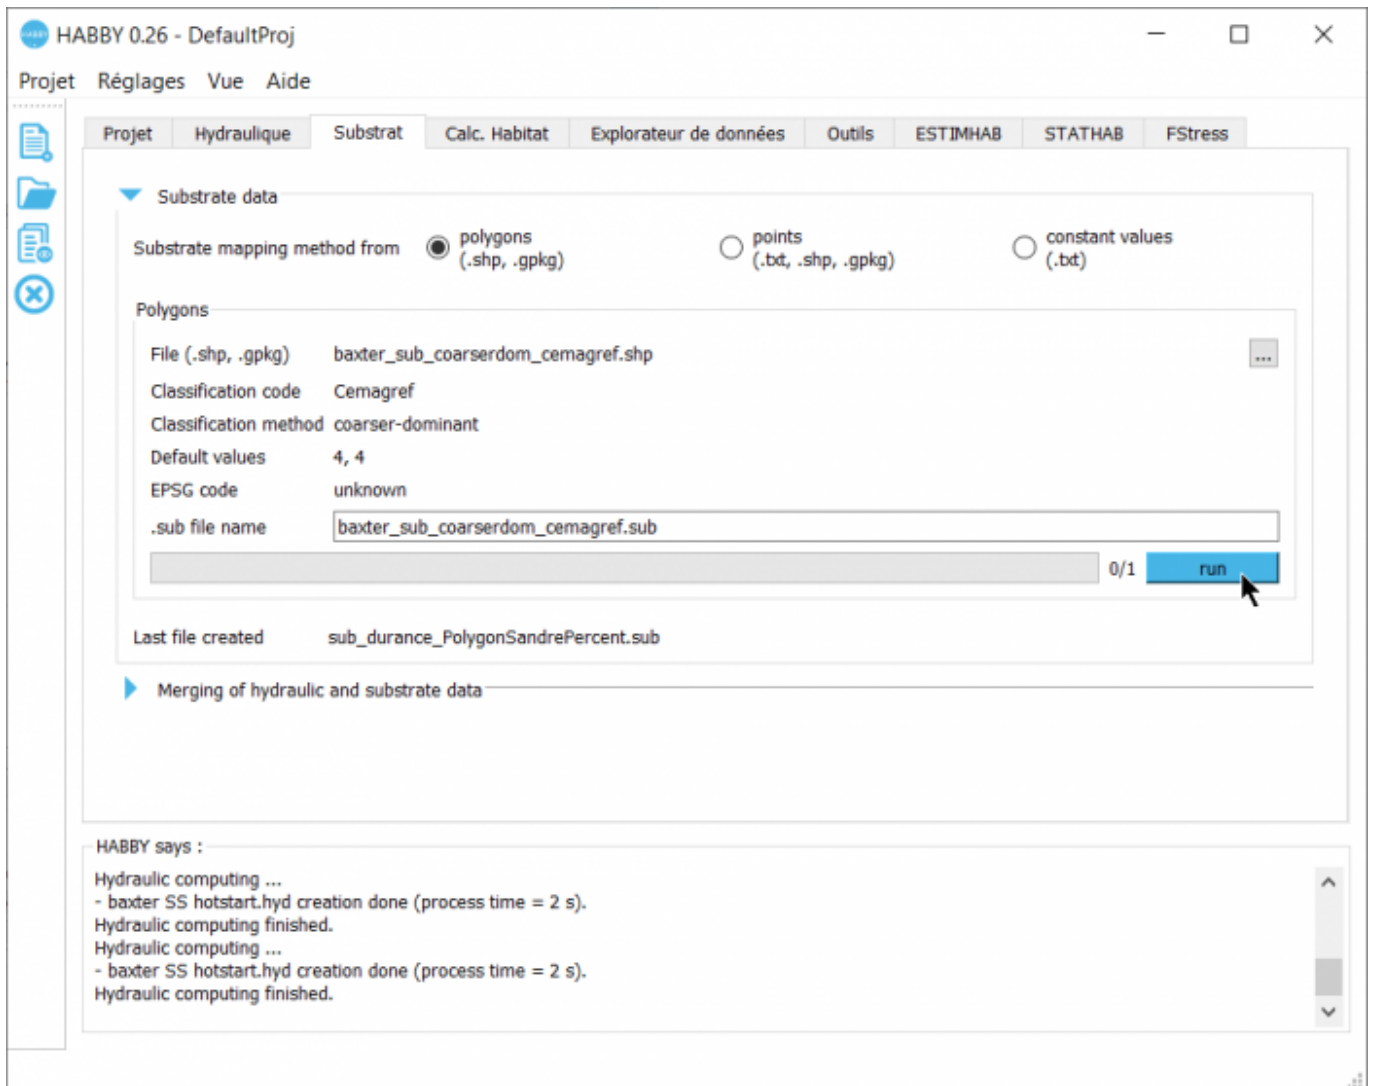 HABBY 0.26 - DefaultProj
Projet Réglages Vue Aide
Projet Hydraulique Substrat Calc. Habitat Explorateur de données Outils ESTIMHAB STATHAB FStress
Substrate data
Substrate mapping method from polygons (.shp, .gpkg) points (.txt, .shp, .gpkg) constant values (.txt)
Polygons
File (.shp, .gpkg) baxter_sub_coarserdom_cemagref.shp ...
Classification code Cemagref
Classification method coarser-dominant
Default values 4, 4
EPSG code unknown
.sub file name baxter_sub_coarserdom_cemagref.sub
0/1 run
Last file created sub_durance_PolygonSandrePercent.sub
Merging of hydraulic and substrate data
HABBY says :
Hydraulic computing ...
- baxter SS hotstart.hyd creation done (process time = 2 s).
Hydraulic computing finished.
Hydraulic computing ...
- baxter SS hotstart.hyd creation done (process time = 2 s).
Hydraulic computing finished.